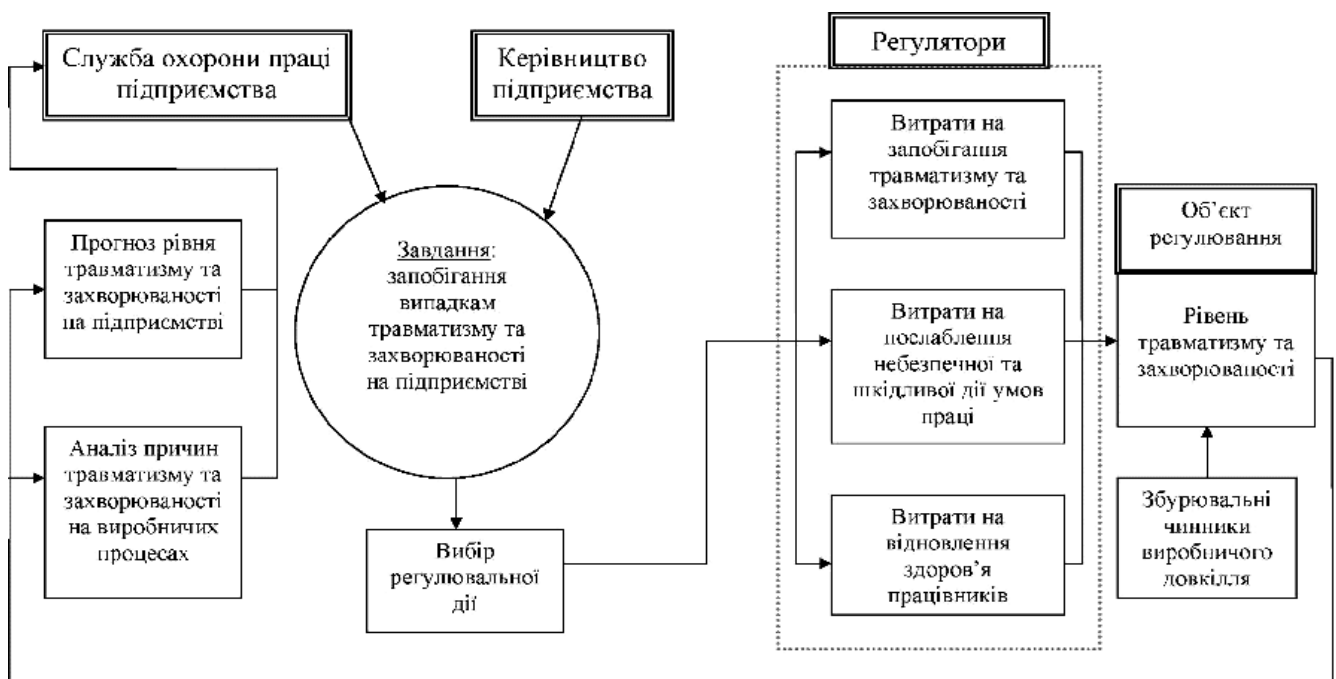 Служба охорони праці
підприємства
Керівництво
підприємства
Регулятори
Прогноз рівня
травматизму та
захворюваності
на підприємстві
Аналіз причин
травматизму та
захворюваності
на виробничих
процесах
Завдання:
запобігання
випадкам
травматизму та
захворюваності
на підприємстві
Вибір
регулювальної
дії
Витрати на
запобігання
травматизму та
захворюваності
Витрати на
послаблення
небезпечної та
шкідливої дії умов
праці
Витрати на
відновлення
здоров’я
працівників
Об’єкт
регулювання
Рівень
травматизму та
захворюваності
Збурювальні
чинники
виробничого
довкілля